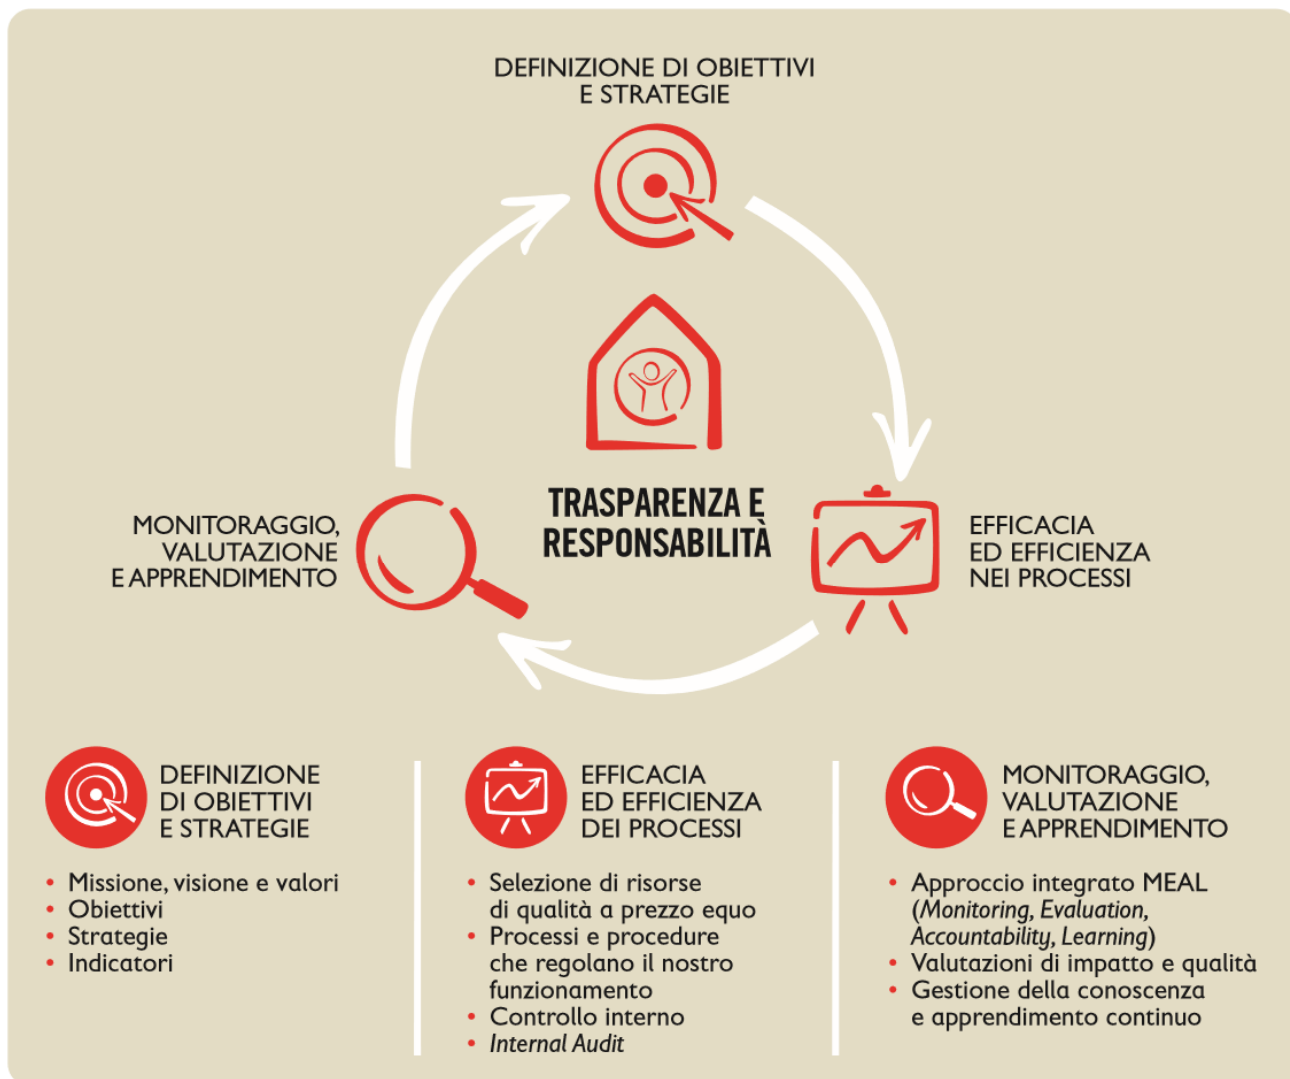 DEFINIZIONE DI OBIETTIVI
E STRATEGIE
TRASPARENZA E
RESPONSABILITÀ
MONITORAGGIO,
VALUTAZIONE
E APPRENDIMENTO
EFFICACIA
ED EFFICIENZA
NEI PROCESSI
DEFINIZIONE
DI OBIETTIVI
E STRATEGIE
• Missione, visione e valori
• Obiettivi
• Strategie
• Indicatori
EFFICACIA
ED EFFICIENZA
DEI PROCESSI
• Selezione di risorse
di qualità a prezzo equo
• Processi e procedure
che regolano il nostro
funzionamento
• Controllo interno
• Internal Audit
MONITORAGGIO,
VALUTAZIONE
E APPRENDIMENTO
• Approccio integrato MEAL
(Monitoring, Evaluation,
Accountability, Learning)
• Valutazioni di impatto e qualità
• Gestione della conoscenza
e apprendimento continuo